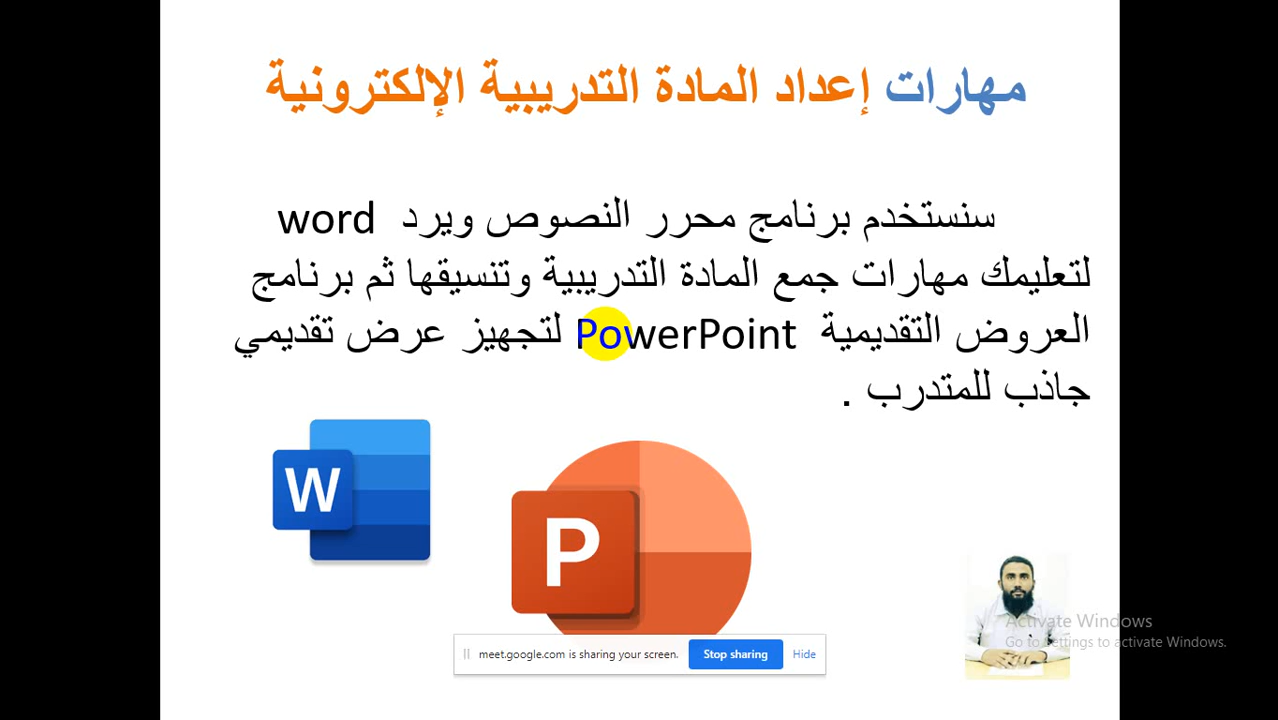 مهارات إعداد المادة التدريبية الإلكترونية
سنستخدم برنامج محرر النصوص ويرد word
لتعليمك مهارات جمع المادة التدريبية وتنسيقها ثم برنامج
العروض التقديمية PowerPoint لتجهيز عرض تقديمي
جاذب للمتدرب .
W
P
meet.google.com is sharing your screen. Stop sharing Hide
Activate Windows
Go to Settings to activate Windows.